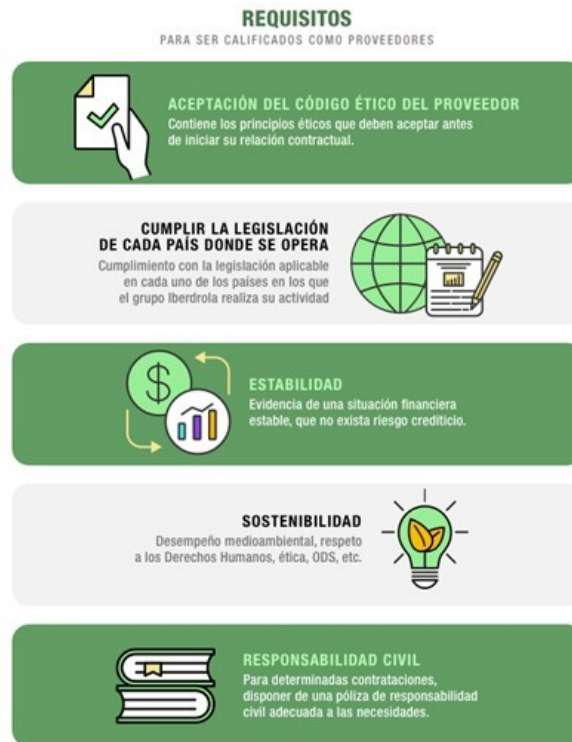 REQUISITOS
PARA SER CALIFICADOS COMO PROVEEDORES
ACEPTACIÓN DEL CÓDIGO ÉTICO DEL PROVEEDOR
Contiene los principios éticos que deben aceptar antes
de iniciar su relación contractual.
CUMPLIR LA LEGISLACIÓN
DE CADA PAÍS DONDE SE OPERA
Cumplimiento con la legislación aplicable
en cada uno de los países en los que
el grupo Iberdrola realiza su actividad
$
ESTABILIDAD
Evidencia de una situación financiera
estable, que no exista riesgo crediticio.
SOSTENIBILIDAD
Desempeño medioambiental, respeto
a los Derechos Humanos, ética, ODS, etc.
RESPONSABILIDAD CIVIL
Para determinadas contrataciones,
disponer de una póliza de responsabilidad
civil adecuada a las necesidades.